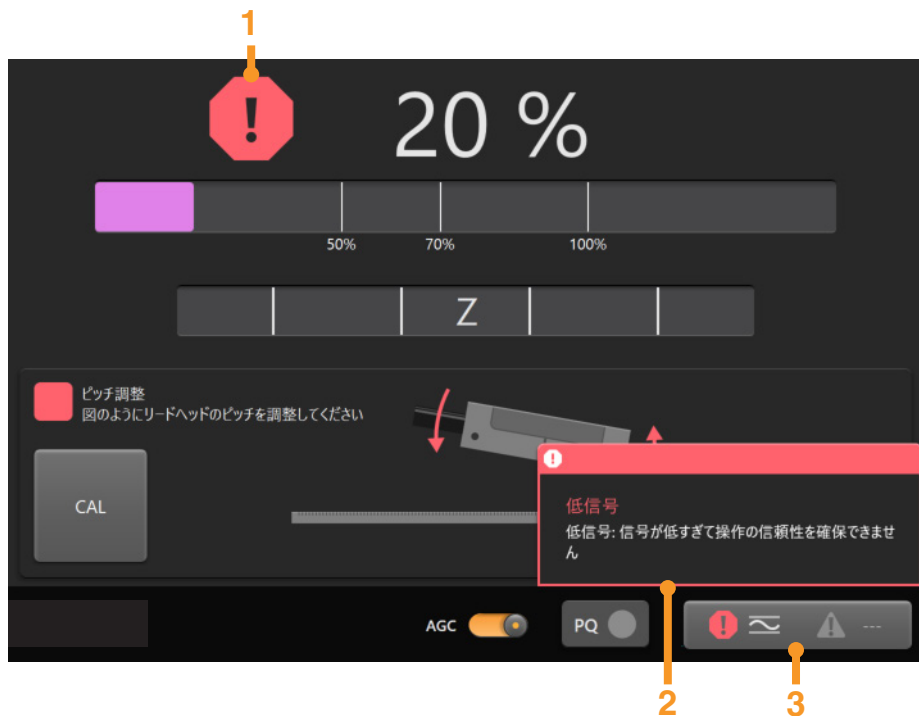 1
20 %
50%
70%
100%
Z
ピッチ調整
図のようにリードヘッドのピッチを調整してください
CAL
低信号
低信号: 信号が低すぎて操作の信頼性を確保できませ
ん
AGC
PQ
---
2
3